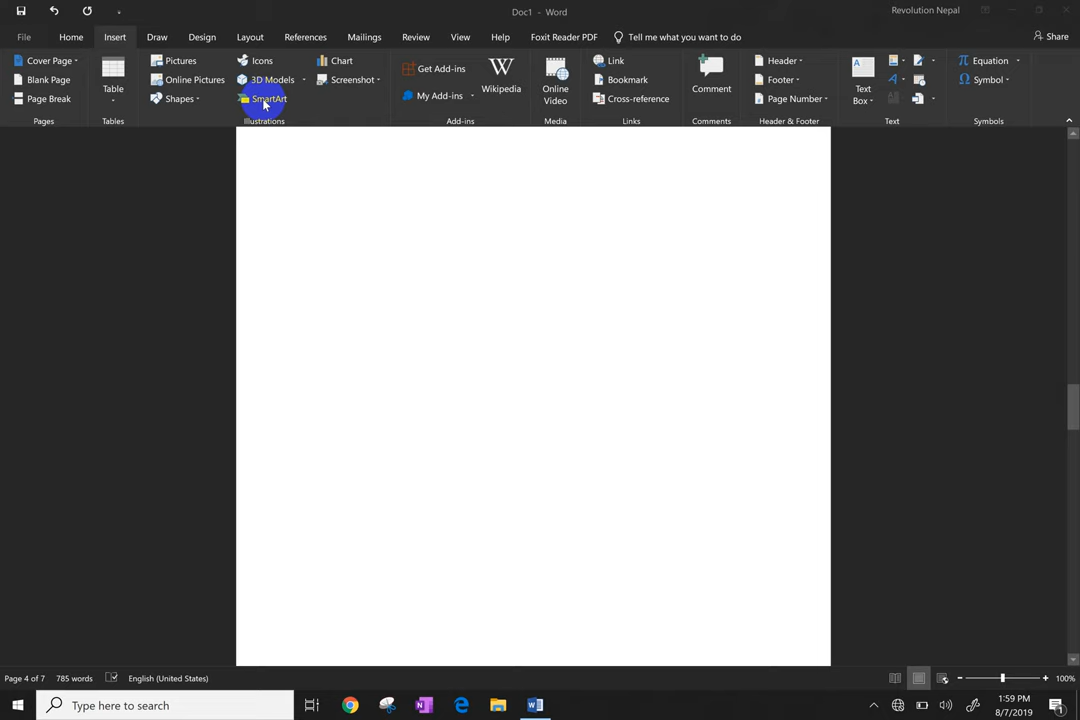 Doc1 - Word
Revolution Nepal
File Home Insert Draw Design Layout References Mailings Review View Help Foxit Reader PDF Tell me what you want to do Share
Cover Page
Blank Page
Page Break
Pages
Table
Tables
Pictures
Online Pictures
Shapes
Icons
3D Models
SmartArt
Chart
Screenshot
Illustrations
Get Add-ins
My Add-ins
W
Wikipedia
Add-ins
Online
Video
Media
Link
Bookmark
Cross-reference
Links
Comment
Comments
Header
Footer
Page Number
Header & Footer
Text
Box
Text
Equation
Symbol
Symbols
Page 4 of 7 785 words English (United States) 100%
Type here to search
1:59 PM
8/7/2019